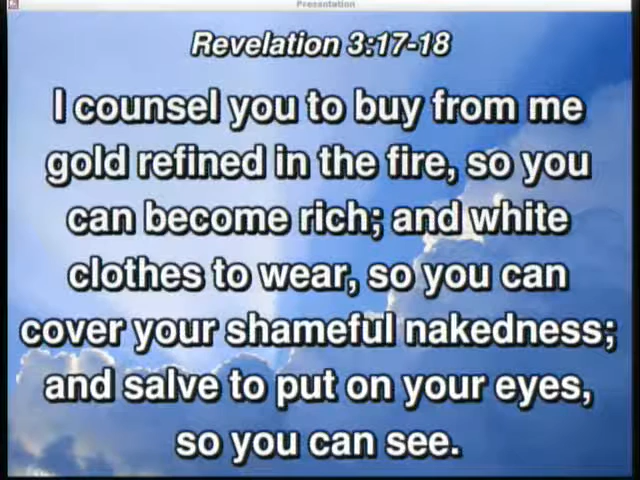 Presentation
Revelation 3:17-18
I counsel you to buy from me
gold refined in the fire, so you
can become rich; and white
clothes to wear, so you can
cover your shameful nakedness;
and salve to put on your eyes,
so you can see.